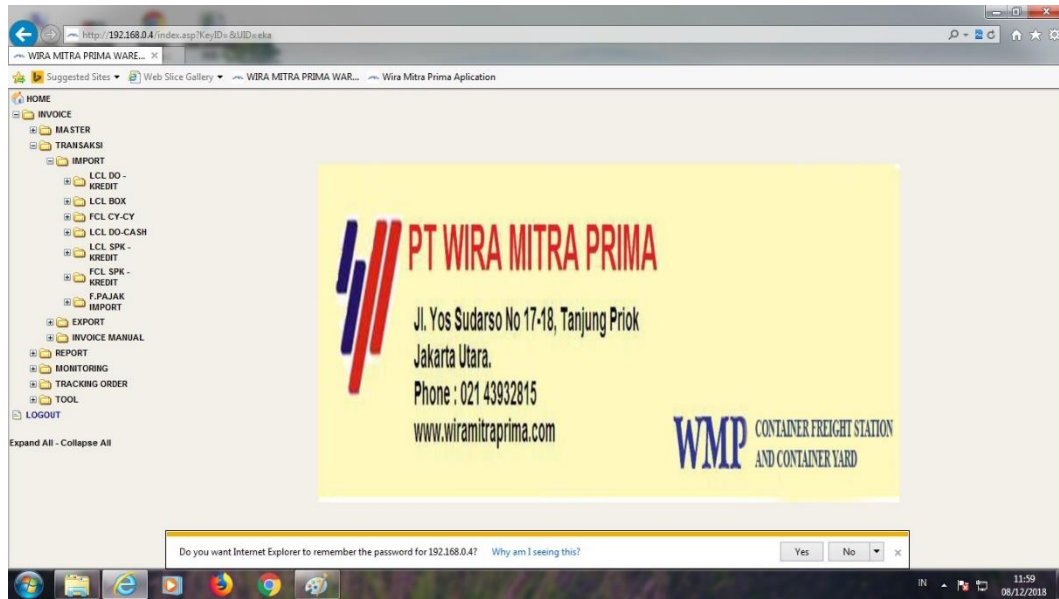 http://192.168.0.4/index.asp?KeyID=&UID=eka
WIRA MITRA PRIMA WARE...
Suggested Sites
Web Slice Gallery
WIRA MITRA PRIMA WAR...
Wira Mitra Prima Aplication
HOME
INVOICE
MASTER
TRANSAKSI
IMPORT
LCL DO -
KREDIT
LCL BOX
FCL CY-CY
LCL DO-CASH
LCL SPK -
KREDIT
FCL SPK -
KREDIT
F.PAJAK
IMPORT
EXPORT
INVOICE MANUAL
REPORT
MONITORING
TRACKING ORDER
TOOL
LOGOUT
Expand All - Collapse All
PT WIRA MITRA PRIMA
Jl. Yos Sudarso No 17-18, Tanjung Priok
Jakarta Utara.
Phone : 021 43932815
www.wiramitraprima.com
WMP
CONTAINER FREIGHT STATION
AND CONTAINER YARD
Do you want Internet Explorer to remember the password for 192.168.0.4? Why am I seeing this?
Yes
No
IN
11:59
08/12/2018